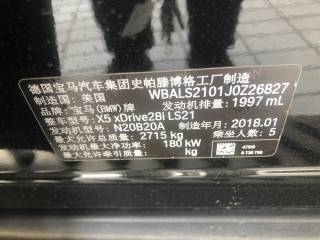 德国宝马汽车集团史帕滕博格工厂制造
制造国：美国 WBALS2101J0Z26827
品牌：宝马(BMW)牌 发动机排量：1997 mL
整车型号：X5 xDrive28i LS21
发动机型号：N20B20A 制造年月：2018.01
最大允许总质量：2715 kg 乘坐人数：5
发动机最大净功率：180 kW
最大允许牵引质量： kg